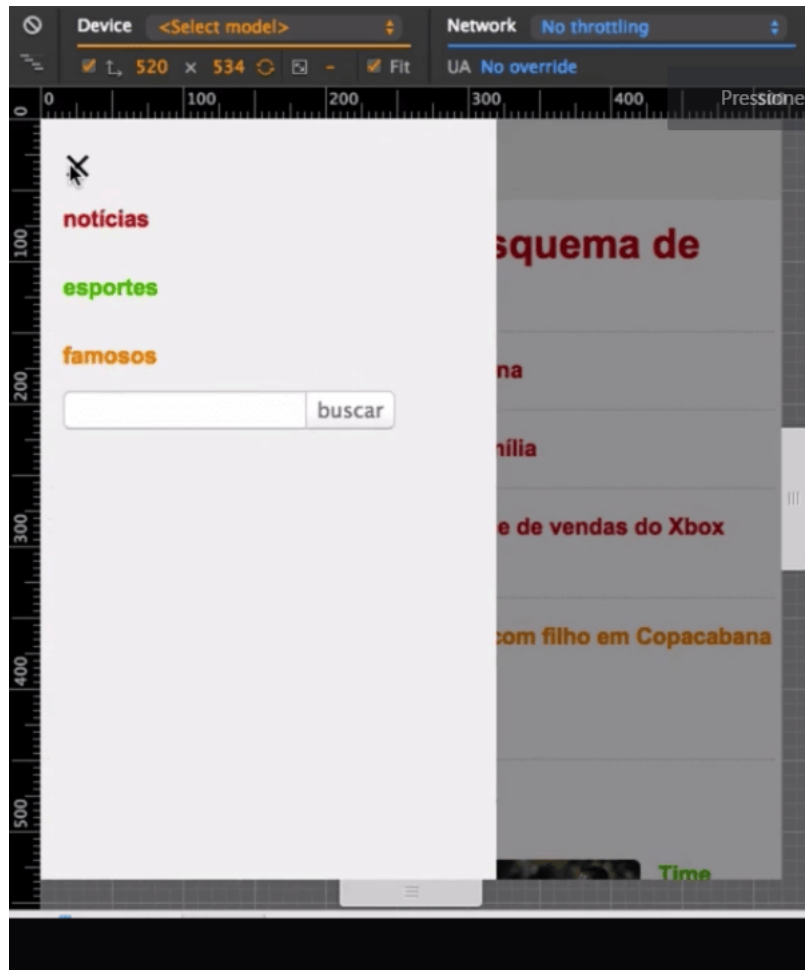 Device <Select model> Network No throttling
520 × 534 Fit UA No override
Pressione
0 100 200 300 400
100
200
300
400
500
notícias
esportes
famosos
buscar
squema de
na
nília
e de vendas do Xbox
com filho em Copacabana
Time